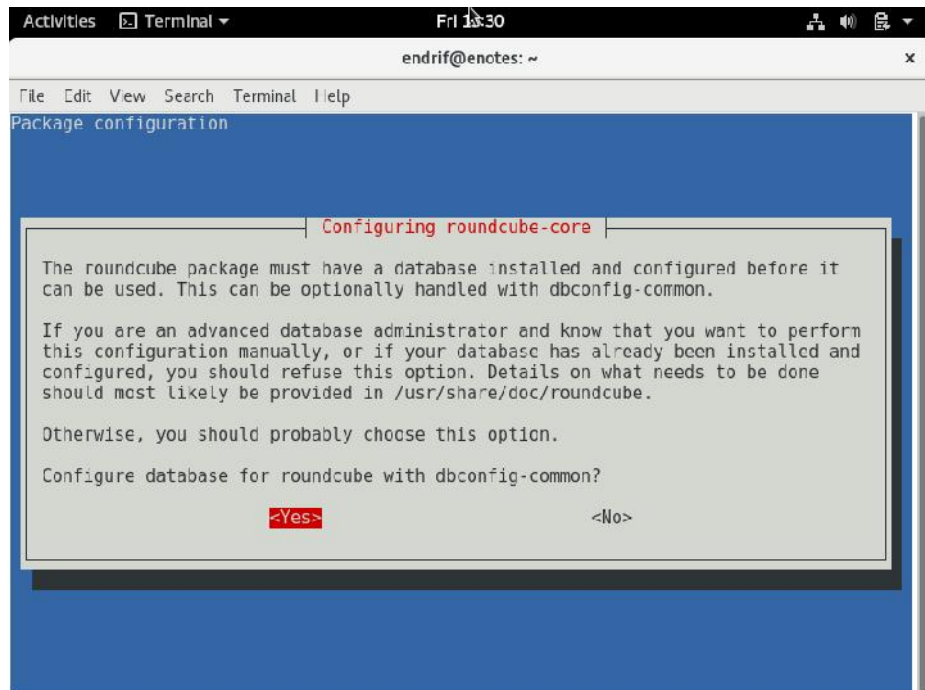 Activities Terminal
Fri :30
endrif@enotes: ~
x
File Edit View Search Terminal Help
Package configuration
Configuring roundcube-core
The roundcube package must have a database installed and configured before it
can be used. This can be optionally handled with dbconfig-common.
If you are an advanced database administrator and know that you want to perform
this configuration manually, or if your database has already been installed and
configured, you should refuse this option. Details on what needs to be done
should most likely be provided in /usr/share/doc/roundcube.
Otherwise, you should probably choose this option.
Configure database for roundcube with dbconfig-common?
<Yes> <No>